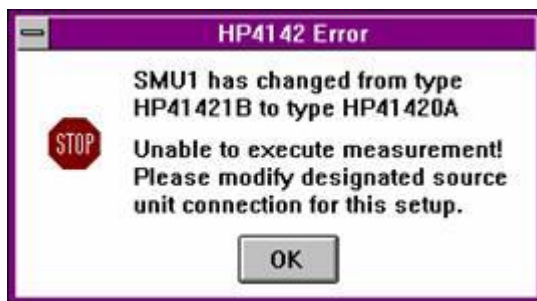 HP4142 Error
SMU1 has changed from type
HP41421B to type HP41420A
STOP
Unable to execute measurement!
Please modify designated source
unit connection for this setup.
OK